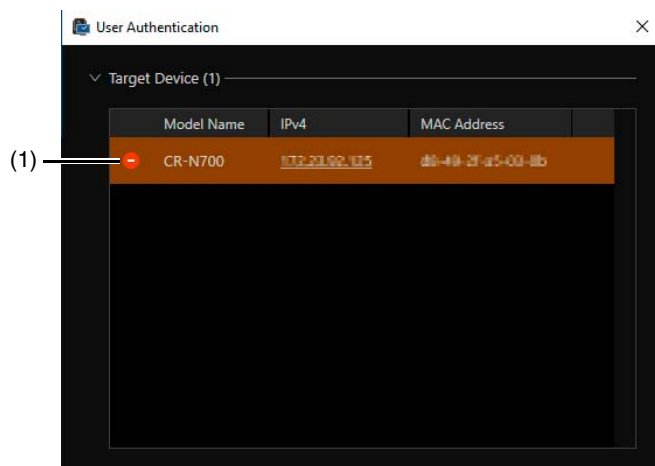 User Authentication
Target Device (1)
Model Name IPv4 MAC Address
(1)
CR-N700